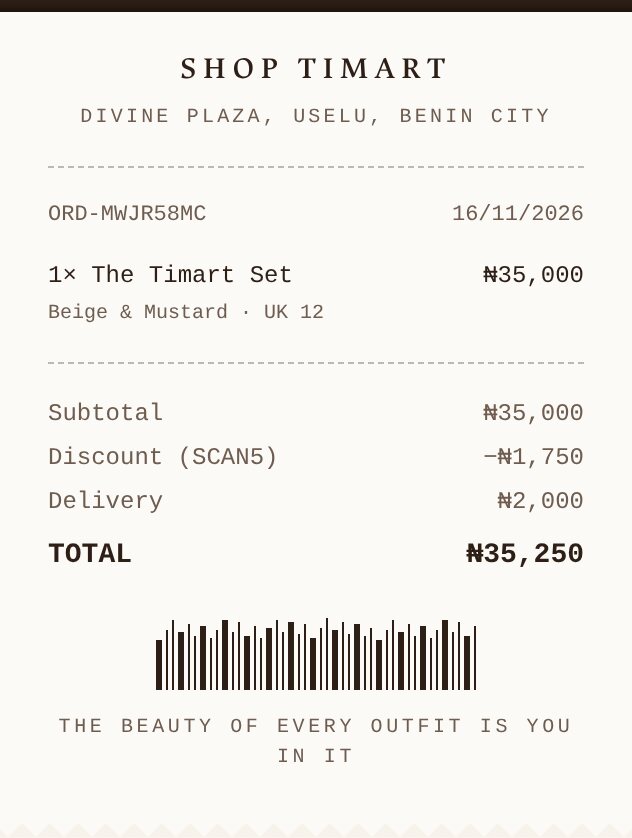 SHOP TIMART
DIVINE PLAZA, USELU, BENIN CITY
ORD-MWJR58MC 16/11/2026
1× The Timart Set ₦35,000
Beige & Mustard · UK 12
Subtotal ₦35,000
Discount (SCAN5) −₦1,750
Delivery ₦2,000
TOTAL ₦35,250
THE BEAUTY OF EVERY OUTFIT IS YOU
IN IT